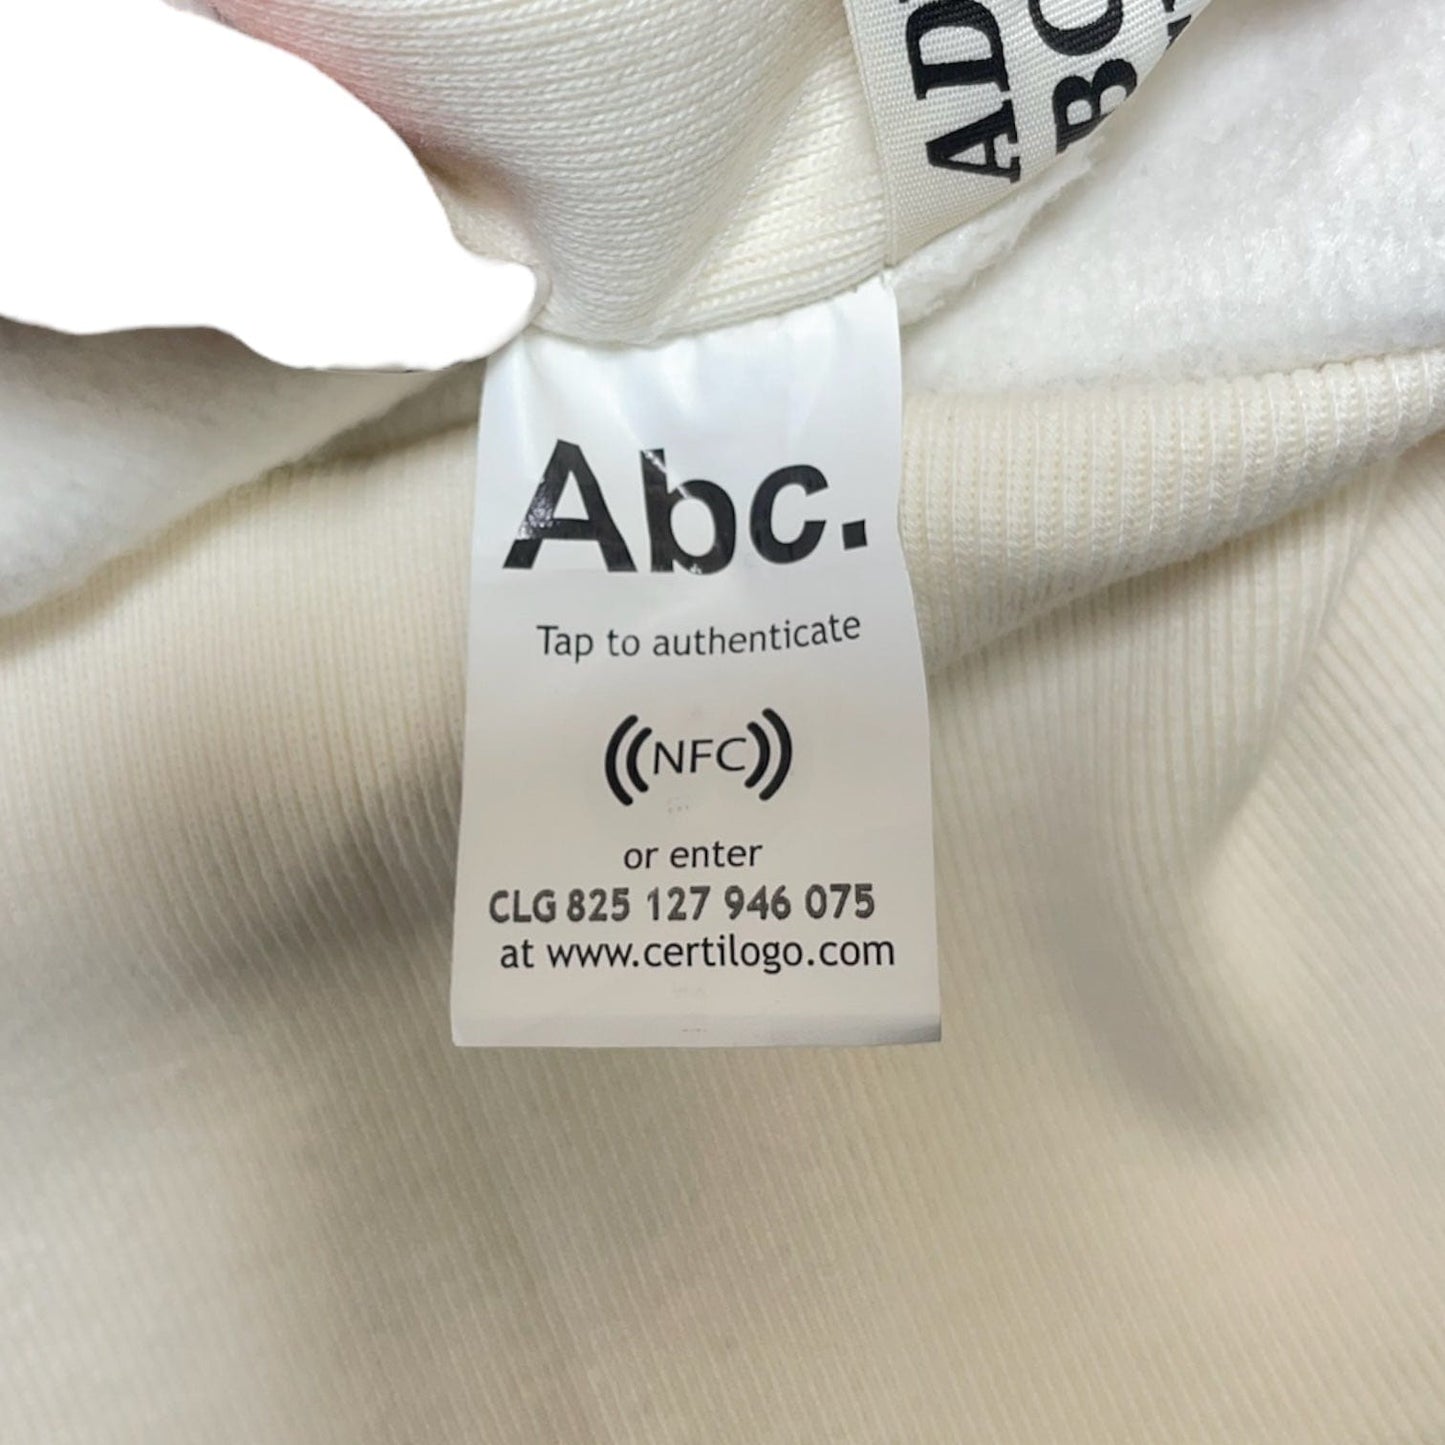 Abc.
Tap to authenticate
((NFC))
or enter
CLG 825 127 946 075
at www.certilogo.com